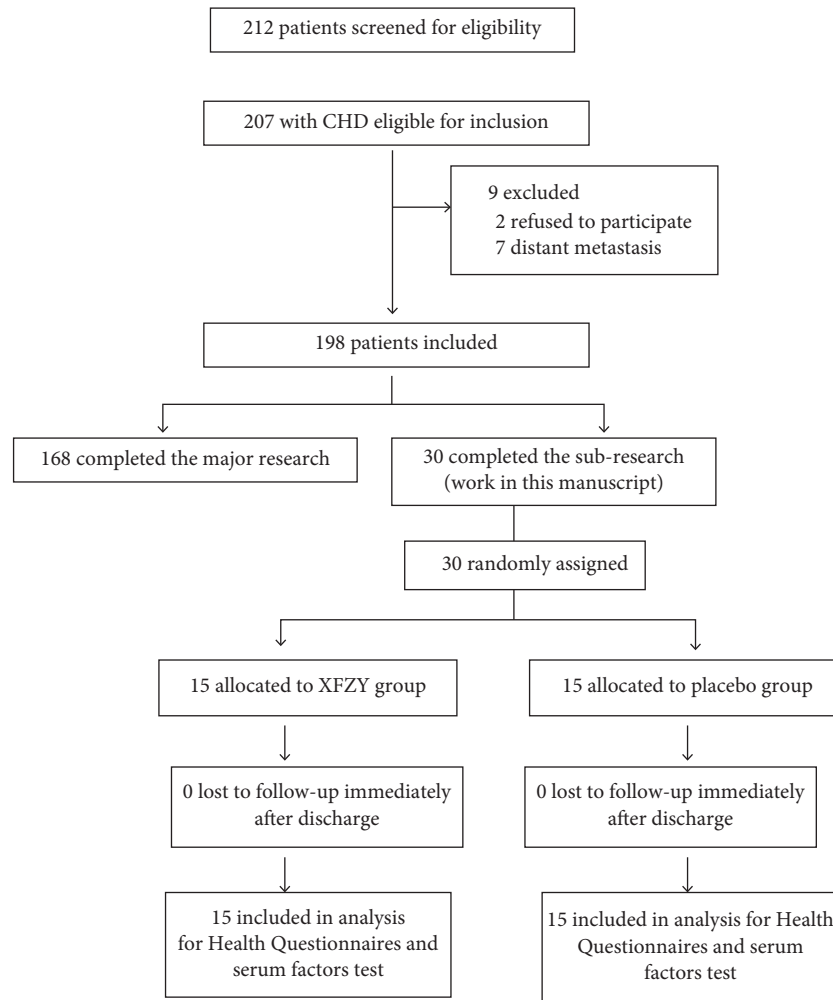 212 patients screened for eligibility
207 with CHD eligible for inclusion
9 excluded
2 refused to participate
7 distant metastasis
198 patients included
168 completed the major research
30 completed the sub-research
(work in this manuscript)
30 randomly assigned
15 allocated to XFZY group
15 allocated to placebo group
0 lost to follow-up immediately
after discharge
0 lost to follow-up immediately
after discharge
15 included in analysis
for Health Questionnaires and
serum factors test
15 included in analysis for Health
Questionnaires and serum
factors test